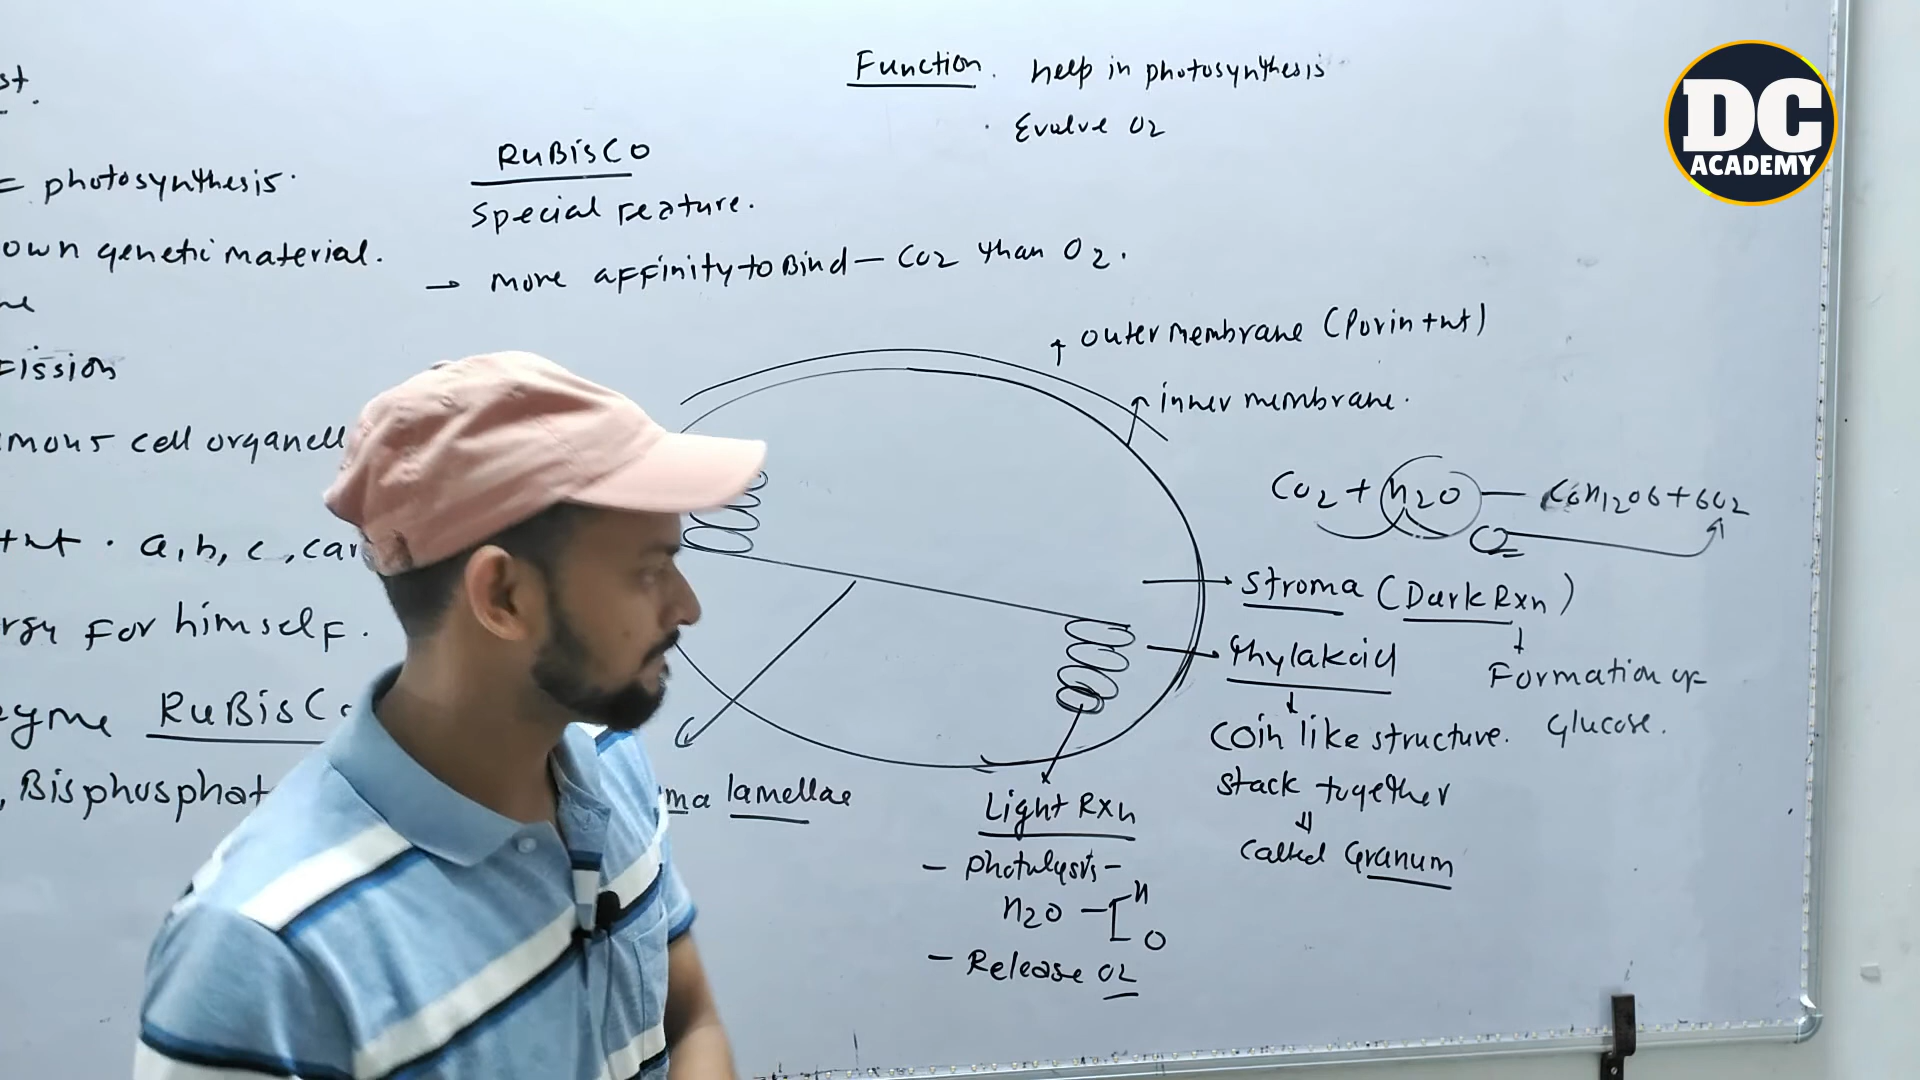 st.
= photosynthesis.
own genetic material.
ne
Fission
mous cell organell
tnt . a, b, c, car
rgy For himself.
zyme RuBisCo
, Bisphosphat
Function. help in photosynthesis
. Evolve O2
RuBisCO
Special Feature.
→ more affinity to Bind — CO2 than O2.
outer membrane (Porin +nt)
inner membrane.
CO2 + H2O — C6H12O6 + 6O2
O2
Stroma (Dark Rxn)
Formation of
Glucose.
thylakoid
Coin like structure.
stack together
called Granum
ma lamellae
Light Rxn
- Photolysis -
H2O - [ H
O
- Release O2
DC
ACADEMY